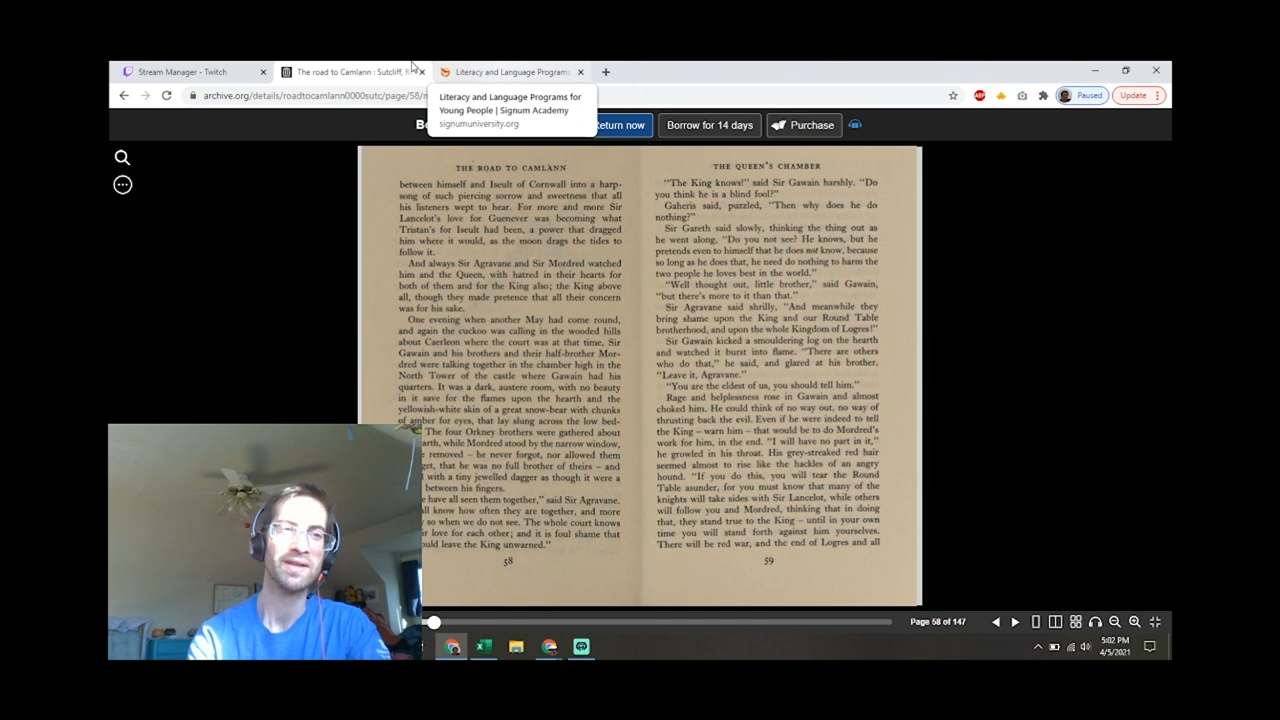 Stream Manager - Twitch
The road to Camlann : Sutcliff, R
Literacy and Language Programs
archive.org/details/roadtocamlann0000sutc/page/58/m
Paused
Update
Literacy and Language Programs for
Young People | Signum Academy
signumuniversity.org
Return now
Borrow for 14 days
Purchase
THE ROAD TO CAMLANN
between himself and Iseult of Cornwall into a harp-
song of such piercing sorrow and sweetness that all
his listeners wept to hear. For more and more Sir
Lancelot's love for Guenever was becoming what
Tristan's for Iseult had been, a power that dragged
him where it would, as the moon drags the tides to
follow it.
And always Sir Agravane and Sir Mordred watched
him and the Queen, with hatred in their hearts for
both of them and for the King also; the King above
all, though they made pretence that all their concern
was for his sake.
One evening when another May had come round,
and again the cuckoo was calling in the wooded hills
about Caerleon where the court was at that time, Sir
Gawain and his brothers and their half-brother Mor-
dred were talking together in the chamber high in the
North Tower of the castle where Gawain had his
quarters. It was a dark, austere room, with no beauty
in it save for the flames upon the hearth and the
yellowish-white skin of a great snow-bear with chunks
of amber for eyes, that lay slung across the low bed-
The four Orkney brothers were gathered about
arth, while Mordred stood by the narrow window,
removed – he never forgot, nor allowed them
get, that he was no full brother of theirs – and
with a tiny jewelled dagger as though it were a
between his fingers.
e have all seen them together," said Sir Agravane.
all know how often they are together, and more
so when we do not see. The whole court knows
ir love for each other; and it is foul shame that
ould leave the King unwarned."
58
THE QUEEN'S CHAMBER
"The King knows!" said Sir Gawain harshly. "Do
you think he is a blind fool?"
Gaheris said, puzzled, "Then why does he do
nothing?"
Sir Gareth said slowly, thinking the thing out as
he went along, "Do you not see? He knows, but he
pretends even to himself that he does not know, because
so long as he does that, he need do nothing to harm the
two people he loves best in the world."
"Well thought out, little brother," said Gawain,
"but there's more to it than that."
Sir Agravane said shrilly, "And meanwhile they
bring shame upon the King and our Round Table
brotherhood, and upon the whole Kingdom of Logres!"
Sir Gawain kicked a smouldering log on the hearth
and watched it burst into flame. "There are others
who do that," he said, and glared at his brother.
"Leave it, Agravane."
"You are the eldest of us, you should tell him."
Rage and helplessness rose in Gawain and almost
choked him. He could think of no way out, no way of
thrusting back the evil. Even if he were indeed to tell
the King – warn him – that would be to do Mordred's
work for him, in the end. "I will have no part in it,"
he growled in his throat. His grey-streaked red hair
seemed almost to rise like the hackles of an angry
hound. "If you do this, you will tear the Round
Table asunder, for you must know that many of the
knights will take sides with Sir Lancelot, while others
will follow you and Mordred, thinking that in doing
that, they stand true to the King – until in your own
time you will stand forth against him yourselves.
There will be red war, and the end of Logres and all
59
Page 58 of 147
5:02 PM
4/5/2021